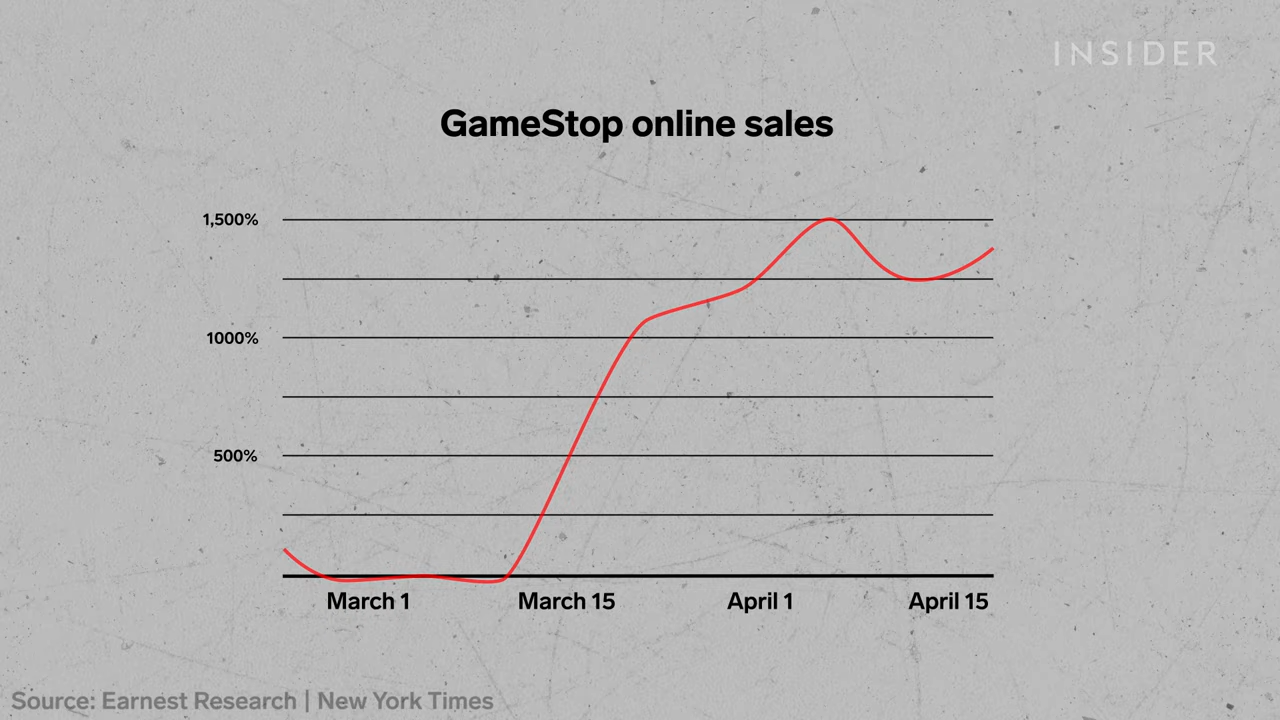 INSIDER
GameStop online sales
1,500%
1000%
500%
March 1 March 15 April 1 April 15
Source: Earnest Research | New York Times